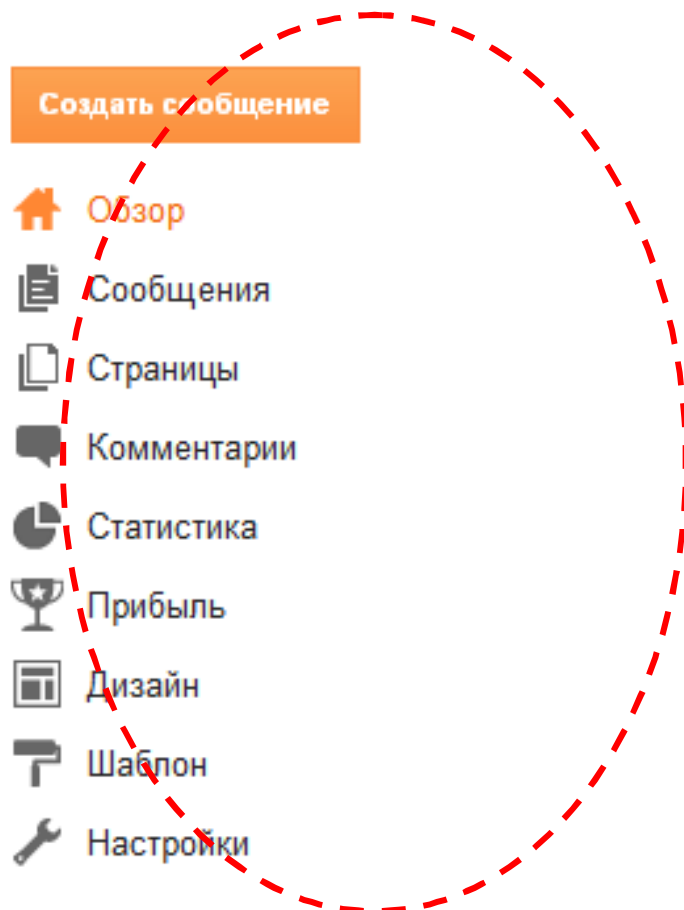 Создать сообщение
Обзор
Сообщения
Страницы
Комментарии
Статистика
Прибыль
Дизайн
Шаблон
Настройки